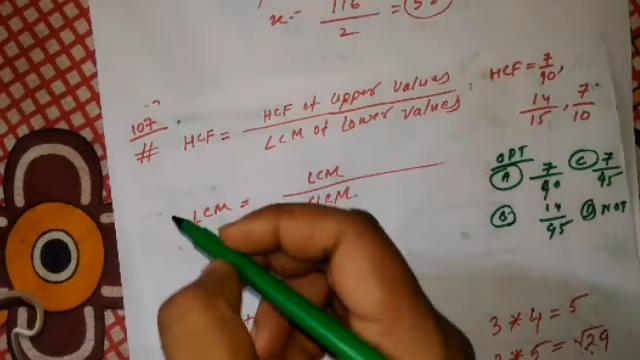 x = 116/2 = 58
107/# HCF = HCF of upper values / LCM of lower values : HCF = 7/90,
14/15, 7/10
LCM = LCM
OPT
A 7/90 C 7/45
B 14/45 D NOT
3 * 4 = 5
3 * 5 = √29